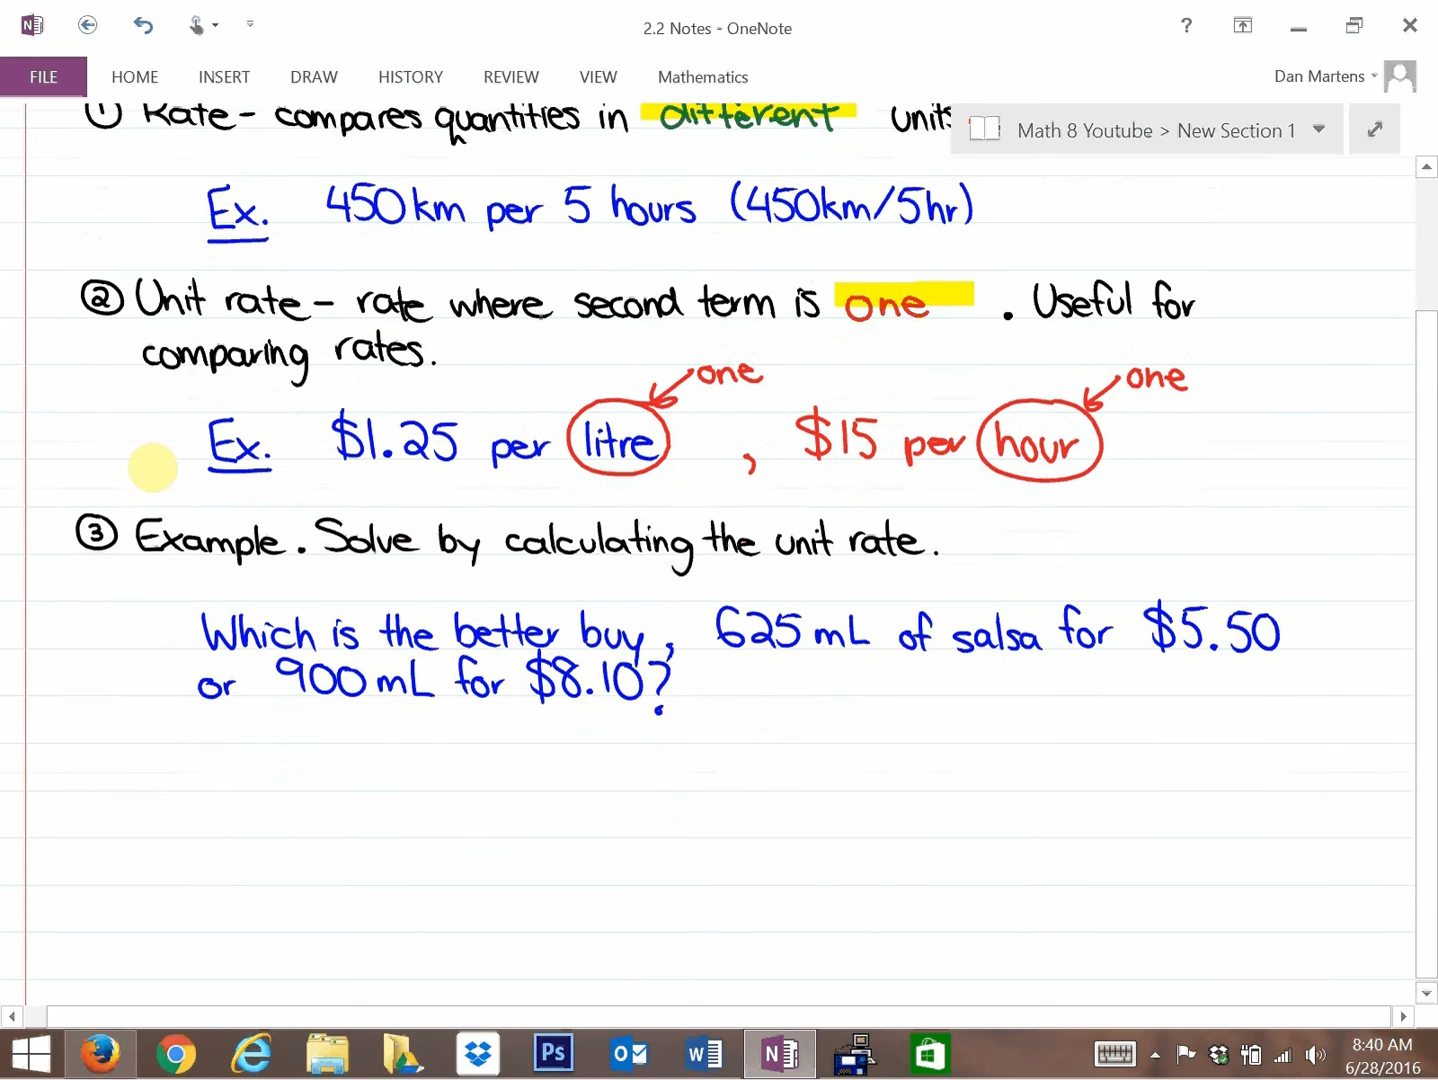 2.2 Notes - OneNote
?
FILE HOME INSERT DRAW HISTORY REVIEW VIEW Mathematics
Dan Martens
① Rate - compares quantities in different units
Math 8 Youtube > New Section 1
Ex. 450 km per 5 hours (450km/5hr)
② Unit rate - rate where second term is one . Useful for
comparing rates.
one
one
Ex. $1.25 per litre , $15 per hour
③ Example. Solve by calculating the unit rate.
Which is the better buy, 625 mL of salsa for $5.50
or 900 mL for $8.10?
Ps
8:40 AM
6/28/2016